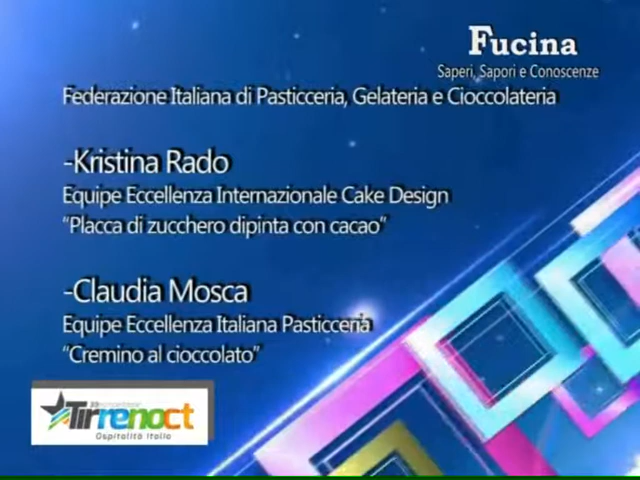 Fucina
Saperi, Sapori e Conoscenze
Federazione Italiana di Pasticceria, Gelateria e Cioccolateria
-Kristina Rado
Equipe Eccellenza Internazionale Cake Design
“Placca di zucchero dipinta con cacao”
-Claudia Mosca
Equipe Eccellenza Italiana Pasticceria
“Cremino al cioccolato”
Tirrenoct
Ospitalità Italia